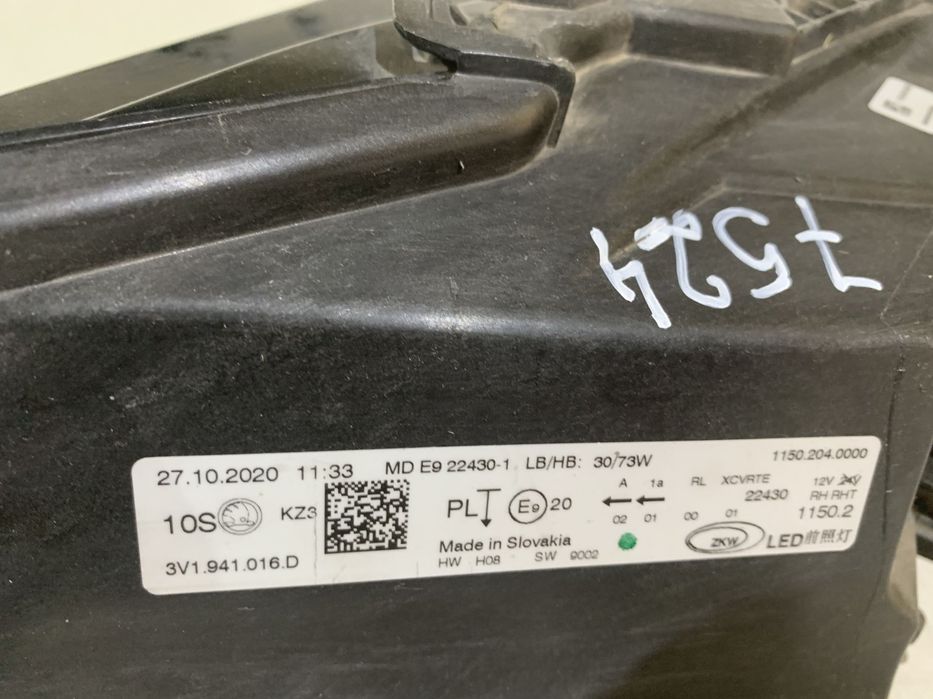 7524
27.10.2020 11:33 MD E9 22430-1 LB/HB: 30/73W 1150.204.0000
10S KZ3 PL E9 20 A 1a RL XCVRTE 12V 24V
22430 RH RHT
02 01 00 01 1150.2
3V1.941.016.D Made in Slovakia ZKW LED前照灯
HW H08 SW 9002